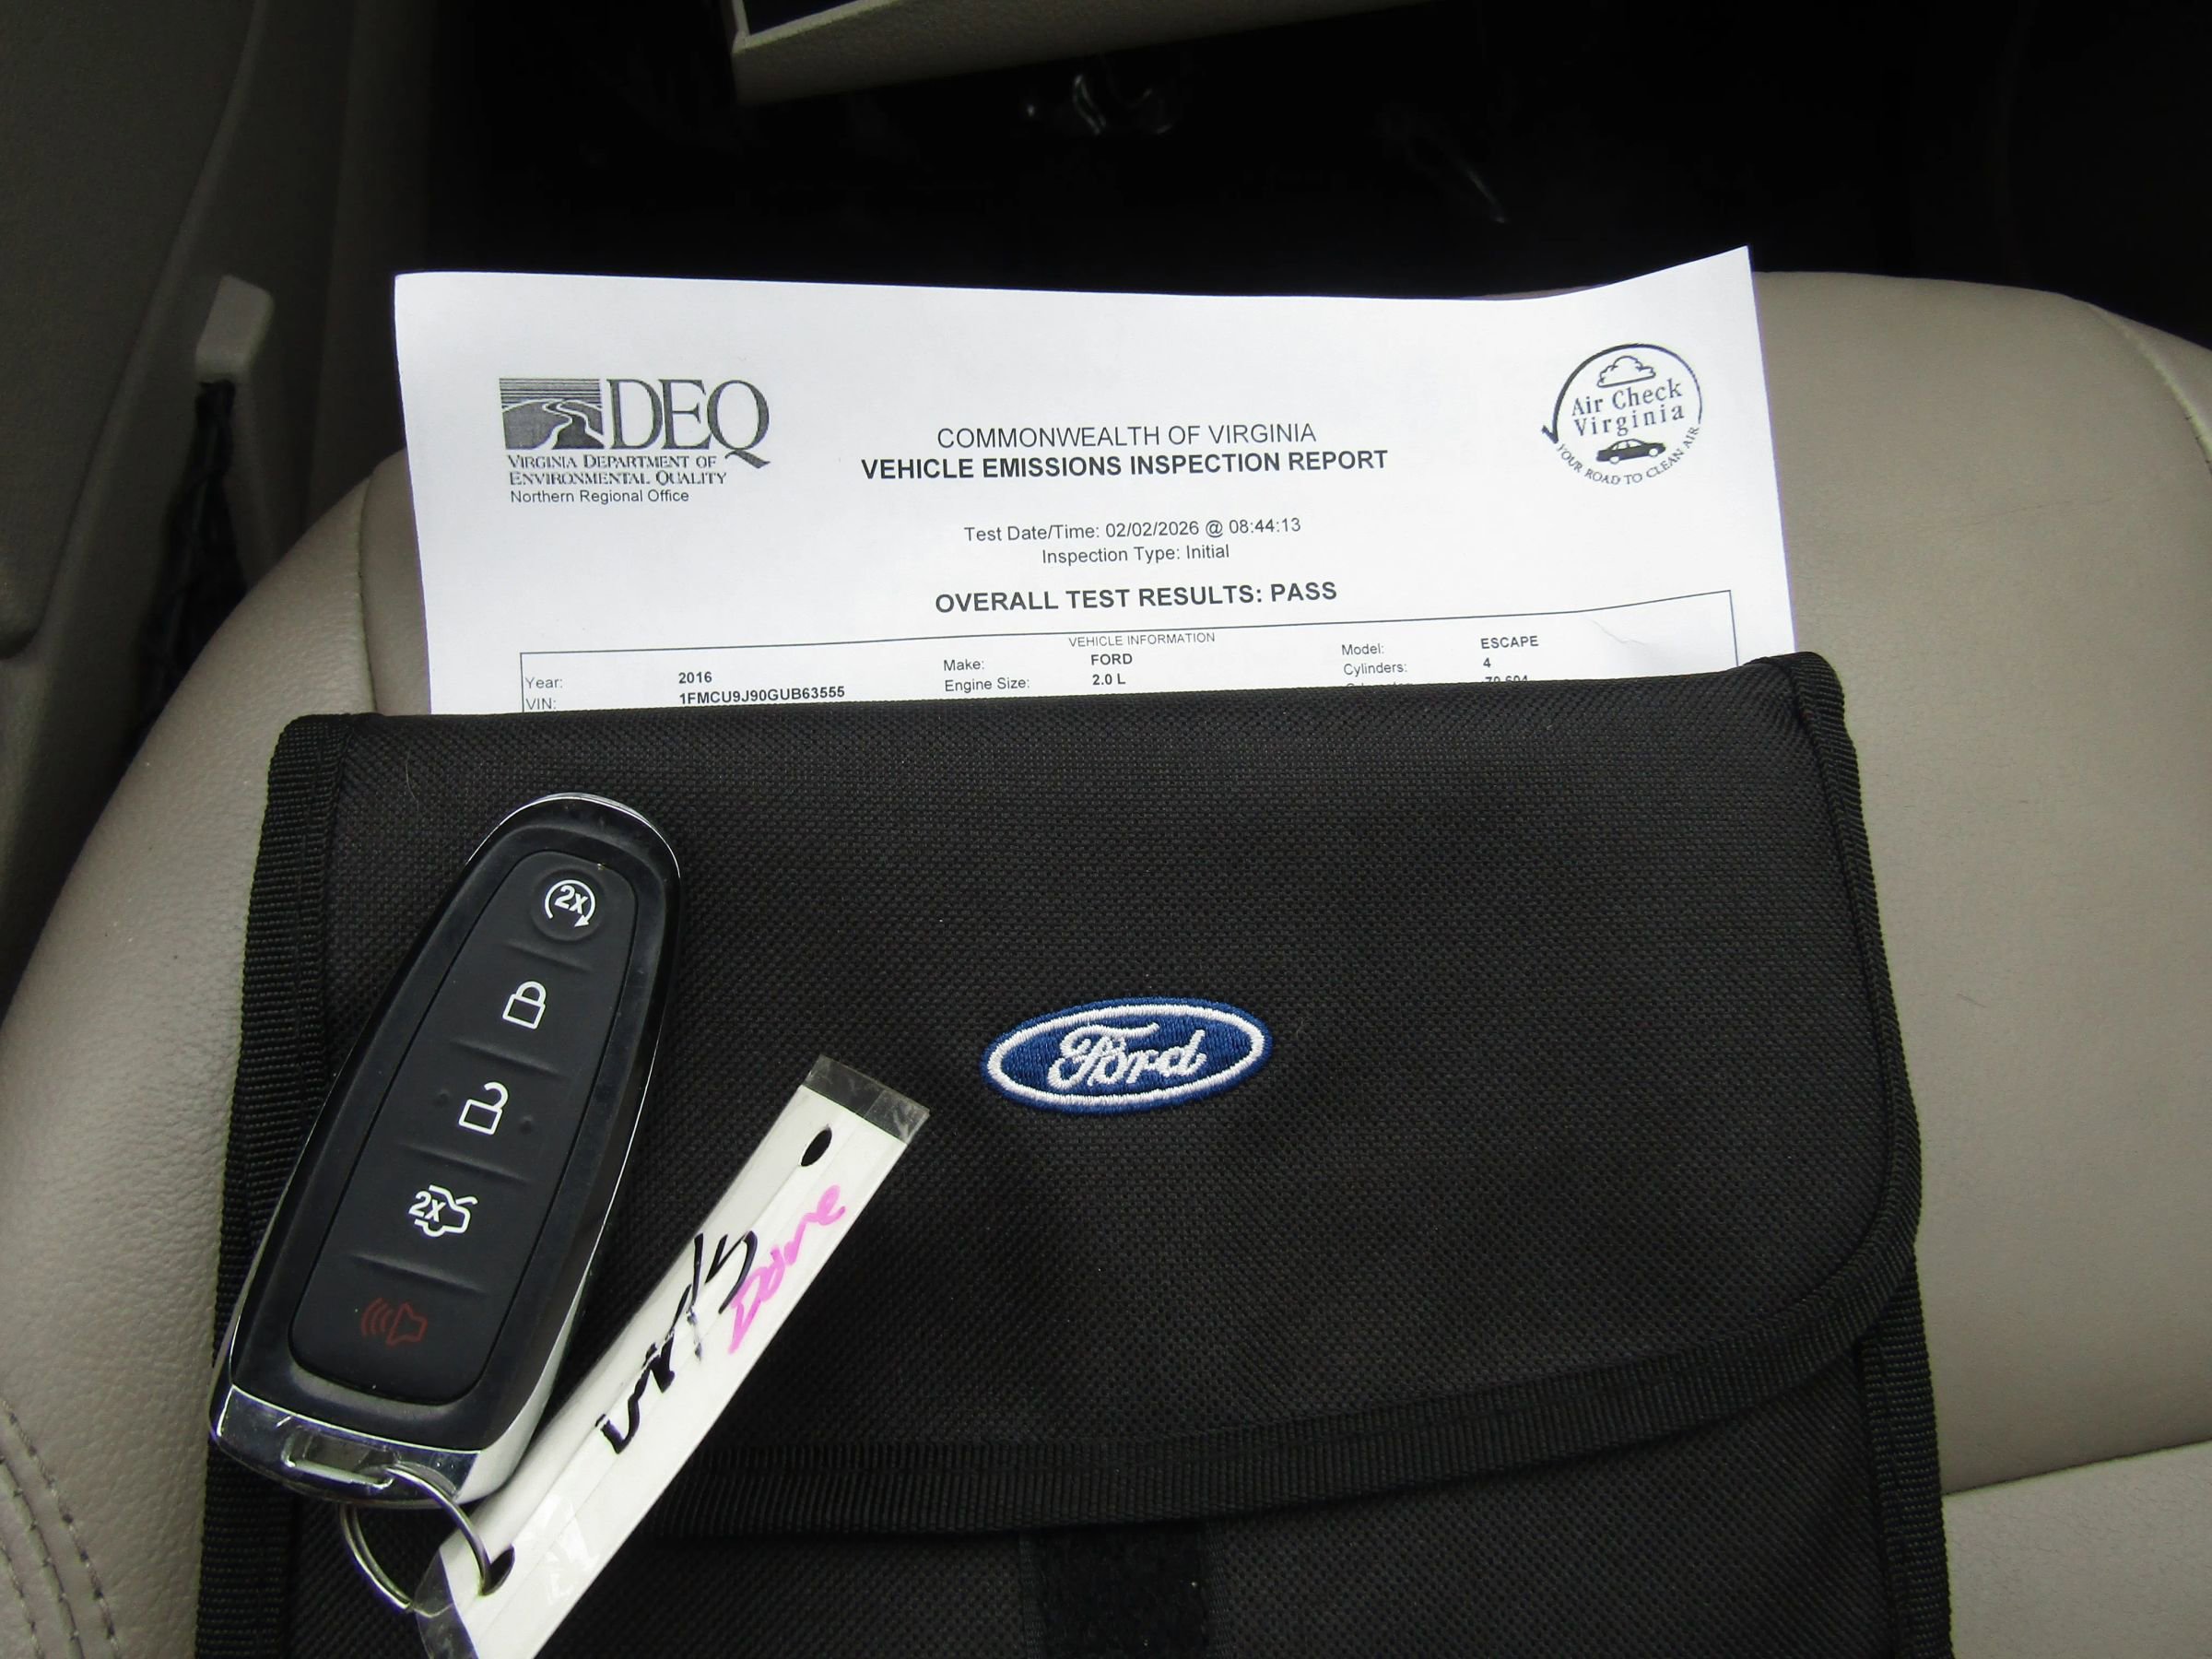 DEQ
VIRGINIA DEPARTMENT OF
ENVIRONMENTAL QUALITY
Northern Regional Office
COMMONWEALTH OF VIRGINIA
VEHICLE EMISSIONS INSPECTION REPORT
Air Check
Virginia
YOUR ROAD TO CLEAN AIR
Test Date/Time: 02/02/2026 @ 08:44:13
Inspection Type: Initial
OVERALL TEST RESULTS: PASS
VEHICLE INFORMATION
Year: 2016 Make: FORD Model: ESCAPE
VIN: 1FMCU9J90GUB63555 Engine Size: 2.0 L Cylinders: 4
2x
2x
Ford
Done